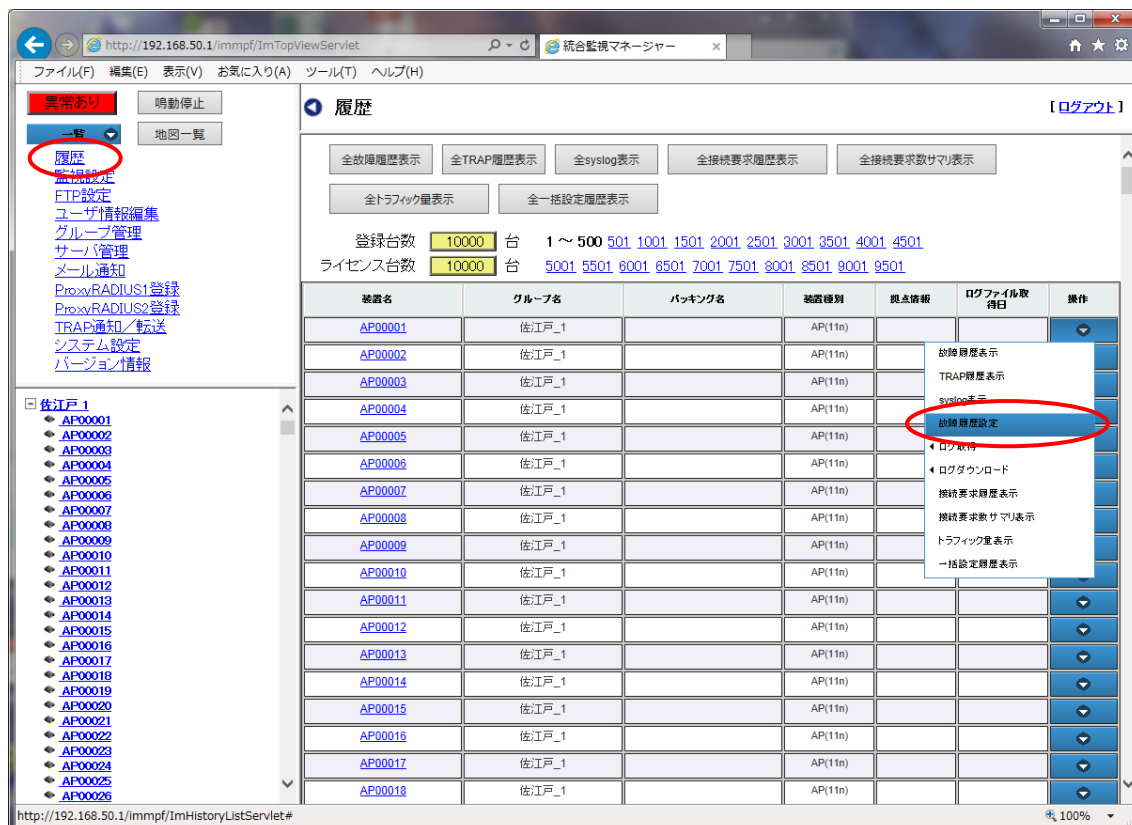 http://192.168.50.1/immpf/ImTopViewServlet
統合監視マネージャー
ファイル(F) 編集(E) 表示(V) お気に入り(A) ツール(T) ヘルプ(H)
異常あり 鳴動停止
一覧 地図一覧
履歴
監視設定
FTP設定
ユーザ情報編集
グループ管理
サーバ管理
メール通知
ProxyRADIUS1登録
ProxyRADIUS2登録
TRAP通知／転送
システム設定
バージョン情報
佐江戸 1
AP00001
AP00002
AP00003
AP00004
AP00005
AP00006
AP00007
AP00008
AP00009
AP00010
AP00011
AP00012
AP00013
AP00014
AP00015
AP00016
AP00017
AP00018
AP00019
AP00020
AP00021
AP00022
AP00023
AP00024
AP00025
AP00026
履歴 [ログアウト]
全故障履歴表示 全TRAP履歴表示 全syslog表示 全接続要求履歴表示 全接続要求数サマリ表示
全トラフィック量表示 全一括設定履歴表示
登録台数 10000 台 1 ～ 500 501 1001 1501 2001 2501 3001 3501 4001 4501
ライセンス台数 10000 台 5001 5501 6001 6501 7001 7501 8001 8501 9001 9501
装置名 グループ名 パッキング名 装置種別 拠点情報 ログファイル取得日 操作
AP00001 佐江戸_1 AP(11n)
AP00002 佐江戸_1 AP(11n)
AP00003 佐江戸_1 AP(11n)
AP00004 佐江戸_1 AP(11n)
AP00005 佐江戸_1 AP(11n)
AP00006 佐江戸_1 AP(11n)
AP00007 佐江戸_1 AP(11n)
AP00008 佐江戸_1 AP(11n)
AP00009 佐江戸_1 AP(11n)
AP00010 佐江戸_1 AP(11n)
AP00011 佐江戸_1 AP(11n)
AP00012 佐江戸_1 AP(11n)
AP00013 佐江戸_1 AP(11n)
AP00014 佐江戸_1 AP(11n)
AP00015 佐江戸_1 AP(11n)
AP00016 佐江戸_1 AP(11n)
AP00017 佐江戸_1 AP(11n)
AP00018 佐江戸_1 AP(11n)
故障履歴表示
TRAP履歴表示
syslog表示
故障履歴設定
ログ取得
ログダウンロード
接続要求履歴表示
接続要求数サマリ表示
トラフィック量表示
一括設定履歴表示
http://192.168.50.1/immpf/ImHistoryListServlet#
100%